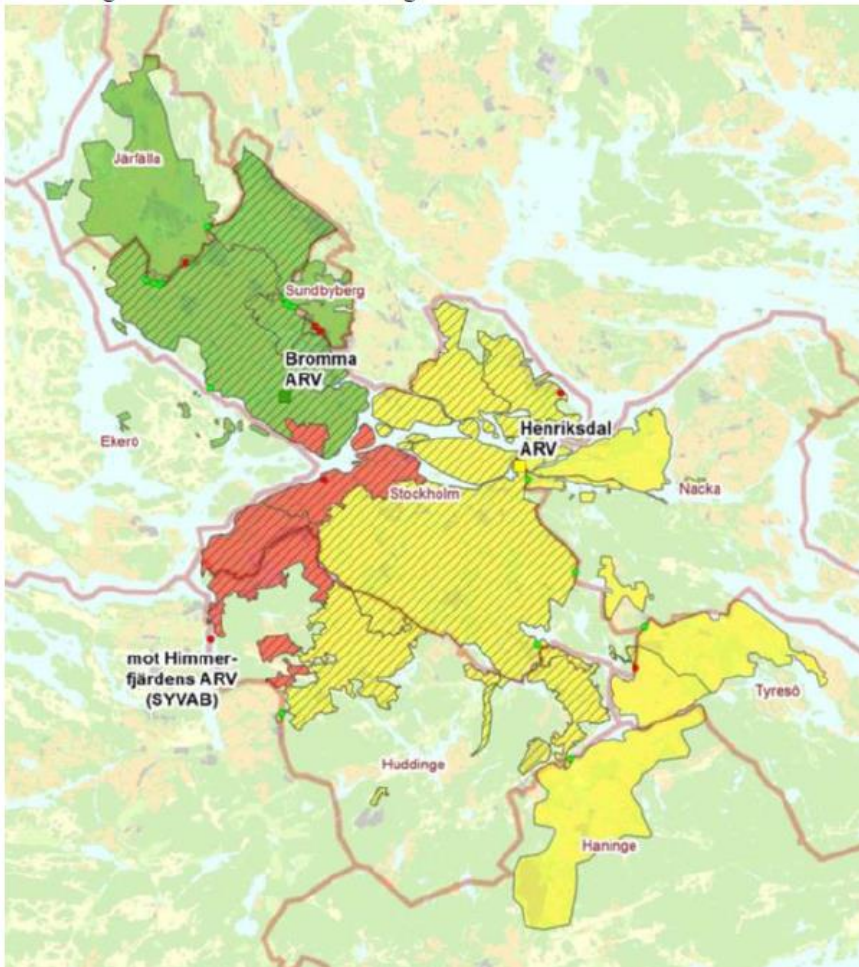 Järfälla
Sundbyberg
Bromma
ARV
Ekerö
Henriksdal
ARV
Stockholm
Nacka
mot Himmer-
fjärdens ARV
(SYVAB)
Tyresö
Huddinge
Haninge